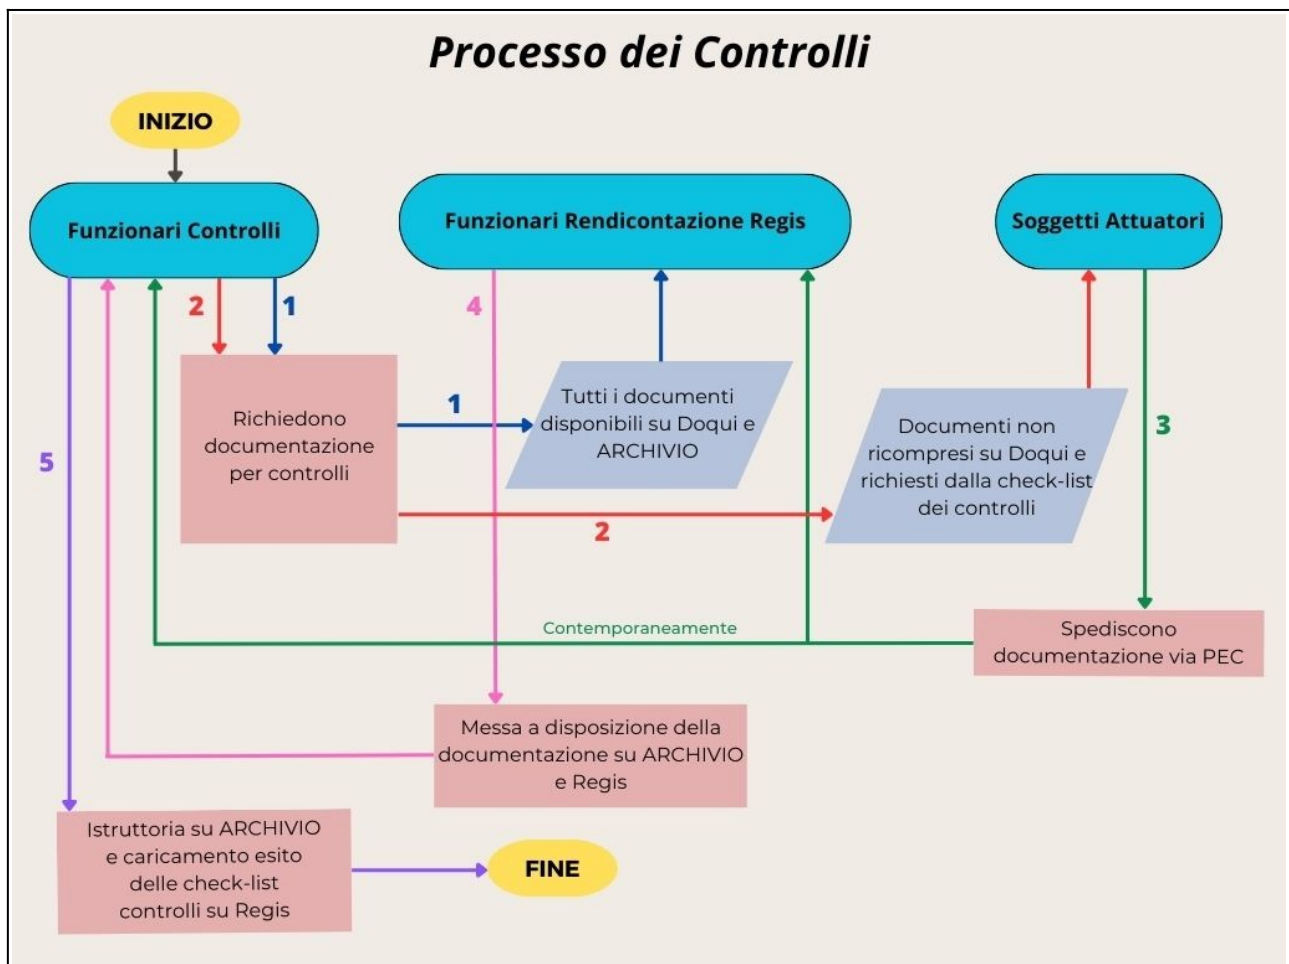 Processo dei Controlli
INIZIO
Funzionari Controlli
Funzionari Rendicontazione Regis
Soggetti Attuatori
2
1
4
Richiedono
documentazione
per controlli
1
Tutti i documenti
disponibili su Doqui e
ARCHIVIO
Documenti non
ricompresi su Doqui e
richiesti dalla check-list
dei controlli
3
5
2
Contemporaneamente
Spediscono
documentazione via PEC
Messa a disposizione della
documentazione su ARCHIVIO
e Regis
Istruttoria su ARCHIVIO
e caricamento esito
delle check-list
controlli su Regis
FINE